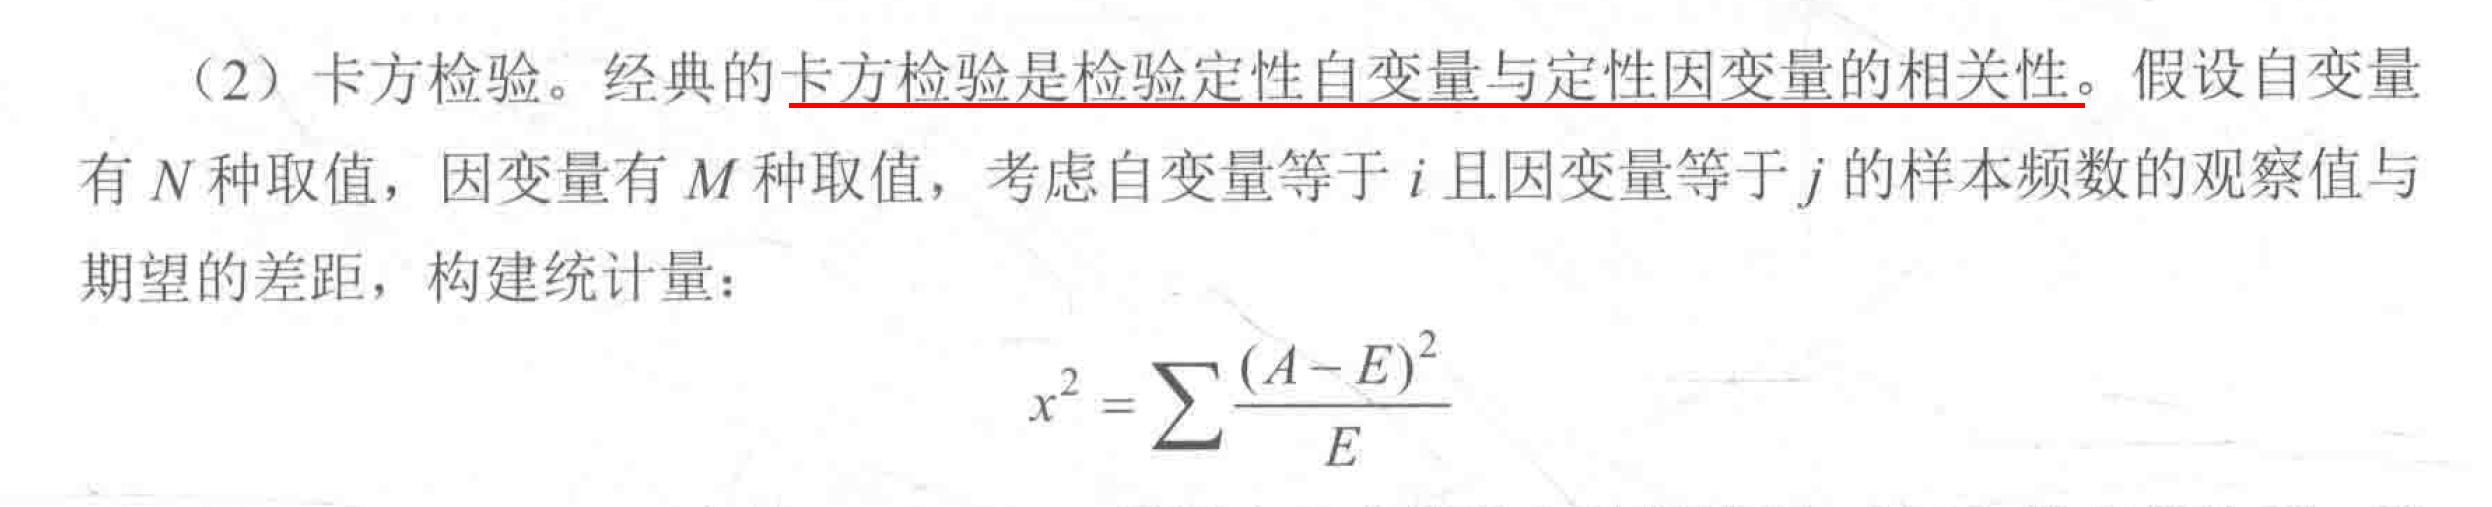 （2）卡方检验。经典的卡方检验是检验定性自变量与定性因变量的相关性。假设自变量
有 N 种取值，因变量有 M 种取值，考虑自变量等于 i 且因变量等于 j 的样本频数的观察值与
期望的差距，构建统计量：
x² = ∑ (A − E)² / E